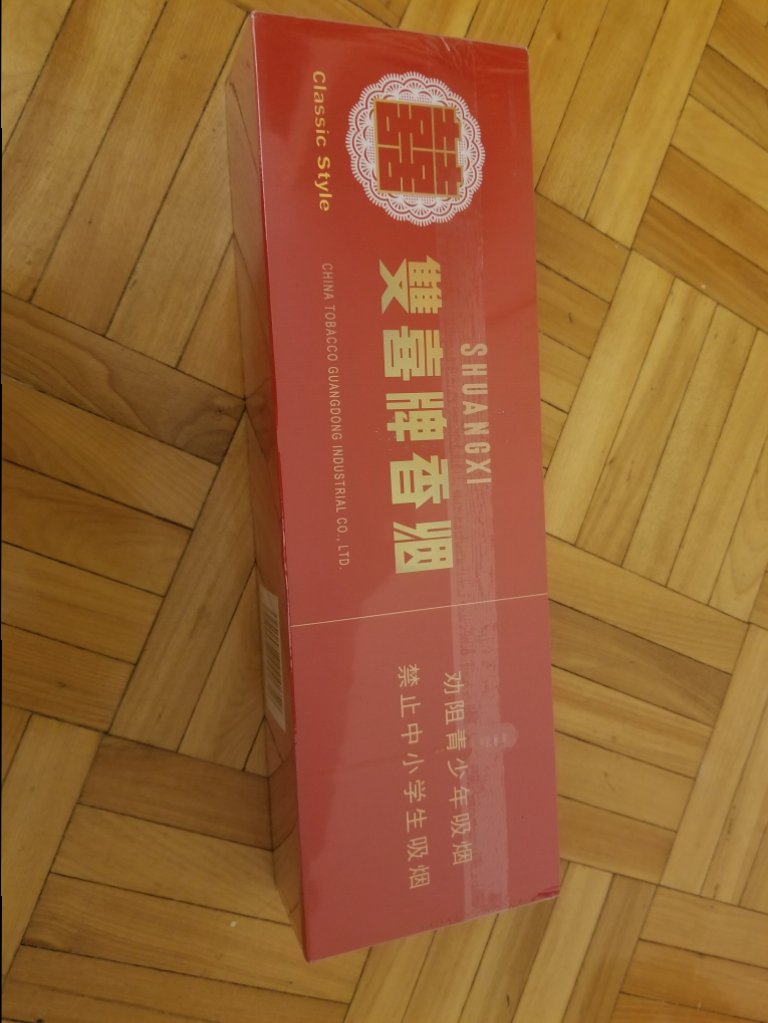 囍
Classic Style
SHUANGXI
雙喜牌香烟
CHINA TOBACCO GUANGDONG INDUSTRIAL CO., LTD.
劝阻青少年吸烟
禁止中小学生吸烟